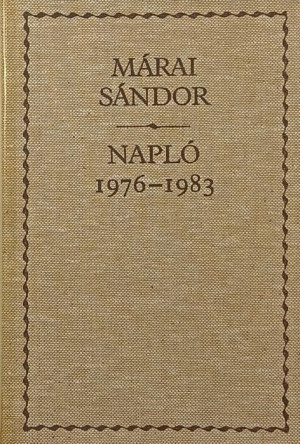 MÁRAI
SÁNDOR
NAPLÓ
1976–1983